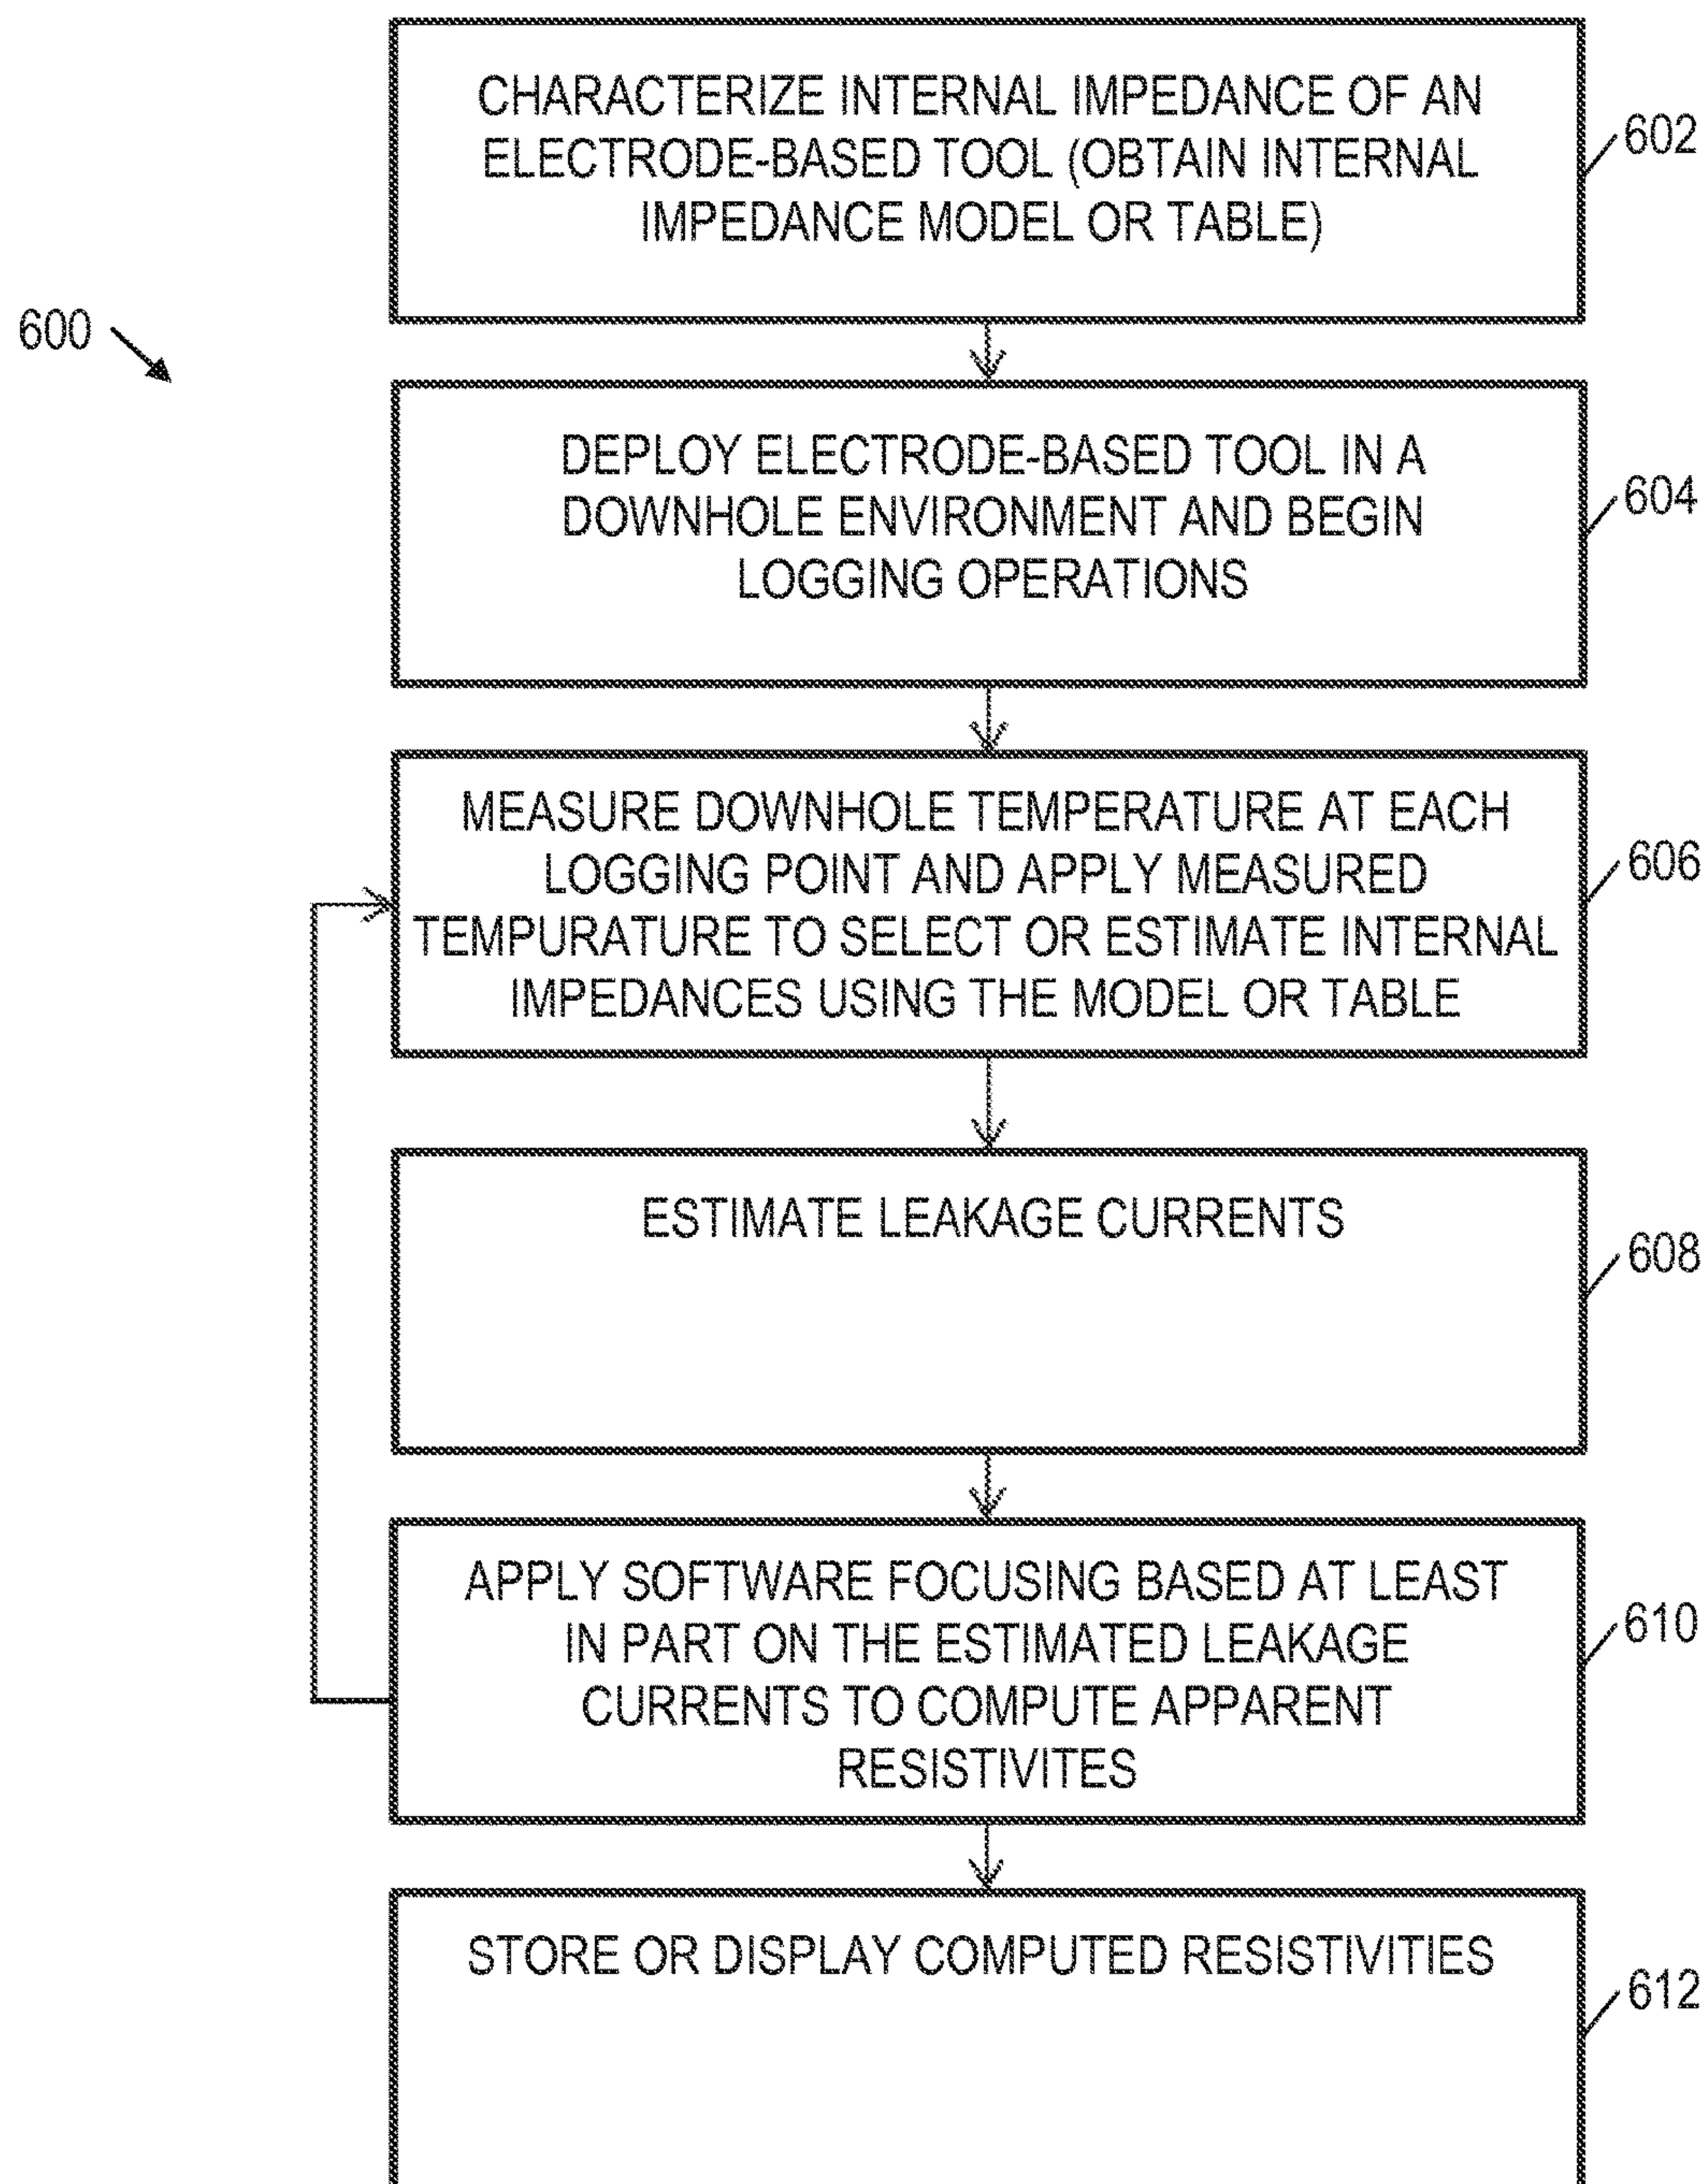 CHARACTERIZE INTERNAL IMPEDANCE OF AN
ELECTRODE-BASED TOOL (OBTAIN INTERNAL
IMPEDANCE MODEL OR TABLE)
602
600
DEPLOY ELECTRODE-BASED TOOL IN A
DOWNHOLE ENVIRONMENT AND BEGIN
LOGGING OPERATIONS
604
MEASURE DOWNHOLE TEMPERATURE AT EACH
LOGGING POINT AND APPLY MEASURED
TEMPURATURE TO SELECT OR ESTIMATE INTERNAL
IMPEDANCES USING THE MODEL OR TABLE
606
ESTIMATE LEAKAGE CURRENTS
608
APPLY SOFTWARE FOCUSING BASED AT LEAST
IN PART ON THE ESTIMATED LEAKAGE
CURRENTS TO COMPUTE APPARENT
RESISTIVITES
610
STORE OR DISPLAY COMPUTED RESISTIVITIES
612